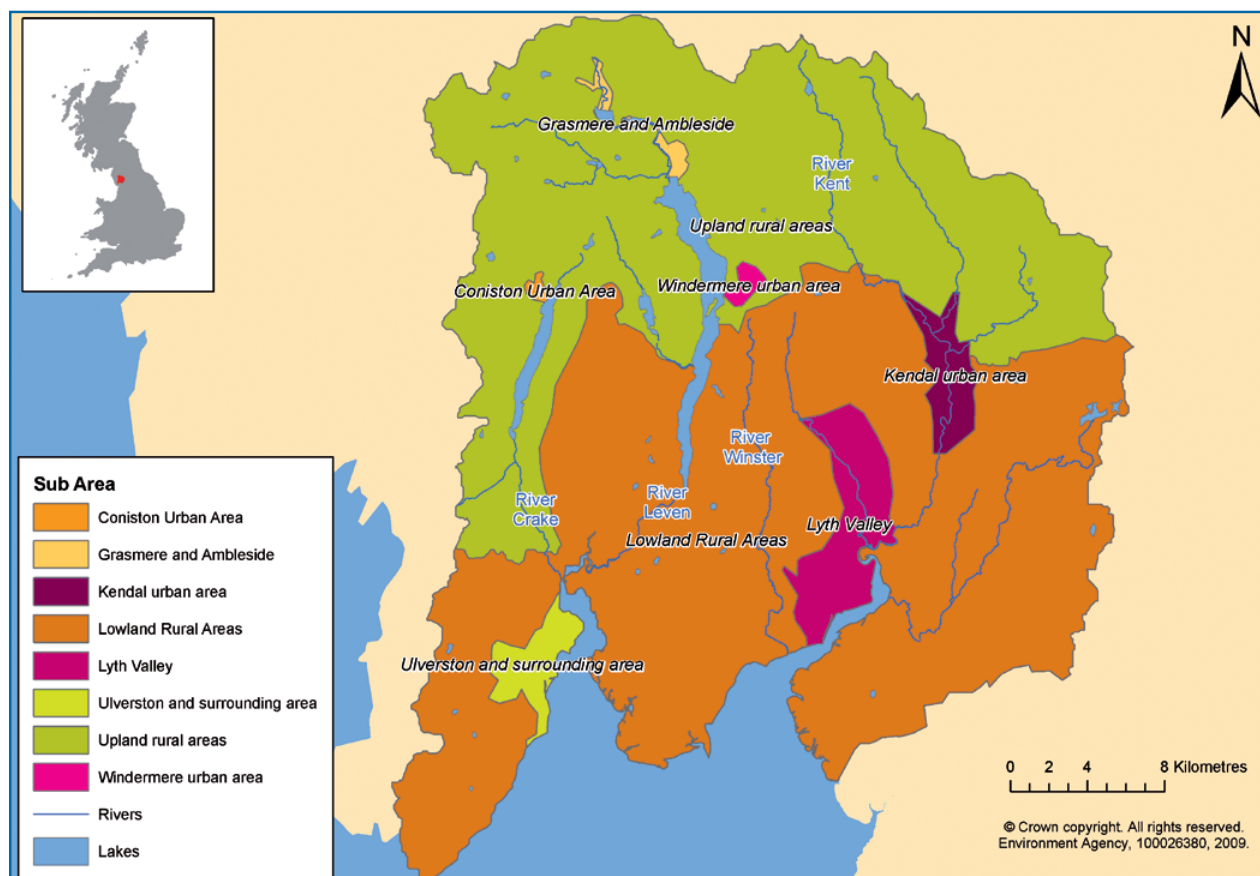 N
Grasmere and Ambleside
River
Kent
Upland rural areas
Coniston Urban Area
Windermere urban area
Kendal urban area
River
Winster
River
Crake
River
Leven
Lyth Valley
Lowland Rural Areas
Ulverston and surrounding area
Sub Area
Coniston Urban Area
Grasmere and Ambleside
Kendal urban area
Lowland Rural Areas
Lyth Valley
Ulverston and surrounding area
Upland rural areas
Windermere urban area
Rivers
Lakes
0 2 4 8 Kilometres
© Crown copyright. All rights reserved.
Environment Agency, 100026380, 2009.